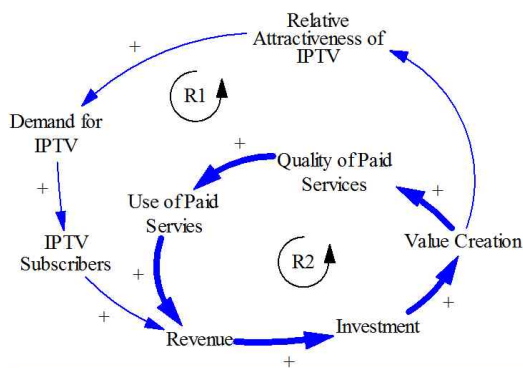 Relative
Attractiveness of
IPTV
+
R1
Demand for
IPTV
+
Quality of Paid
Services
+
+
Use of Paid
Servies
IPTV
Subscribers
R2
Value Creation
+
+
+
Revenue
Investment
+